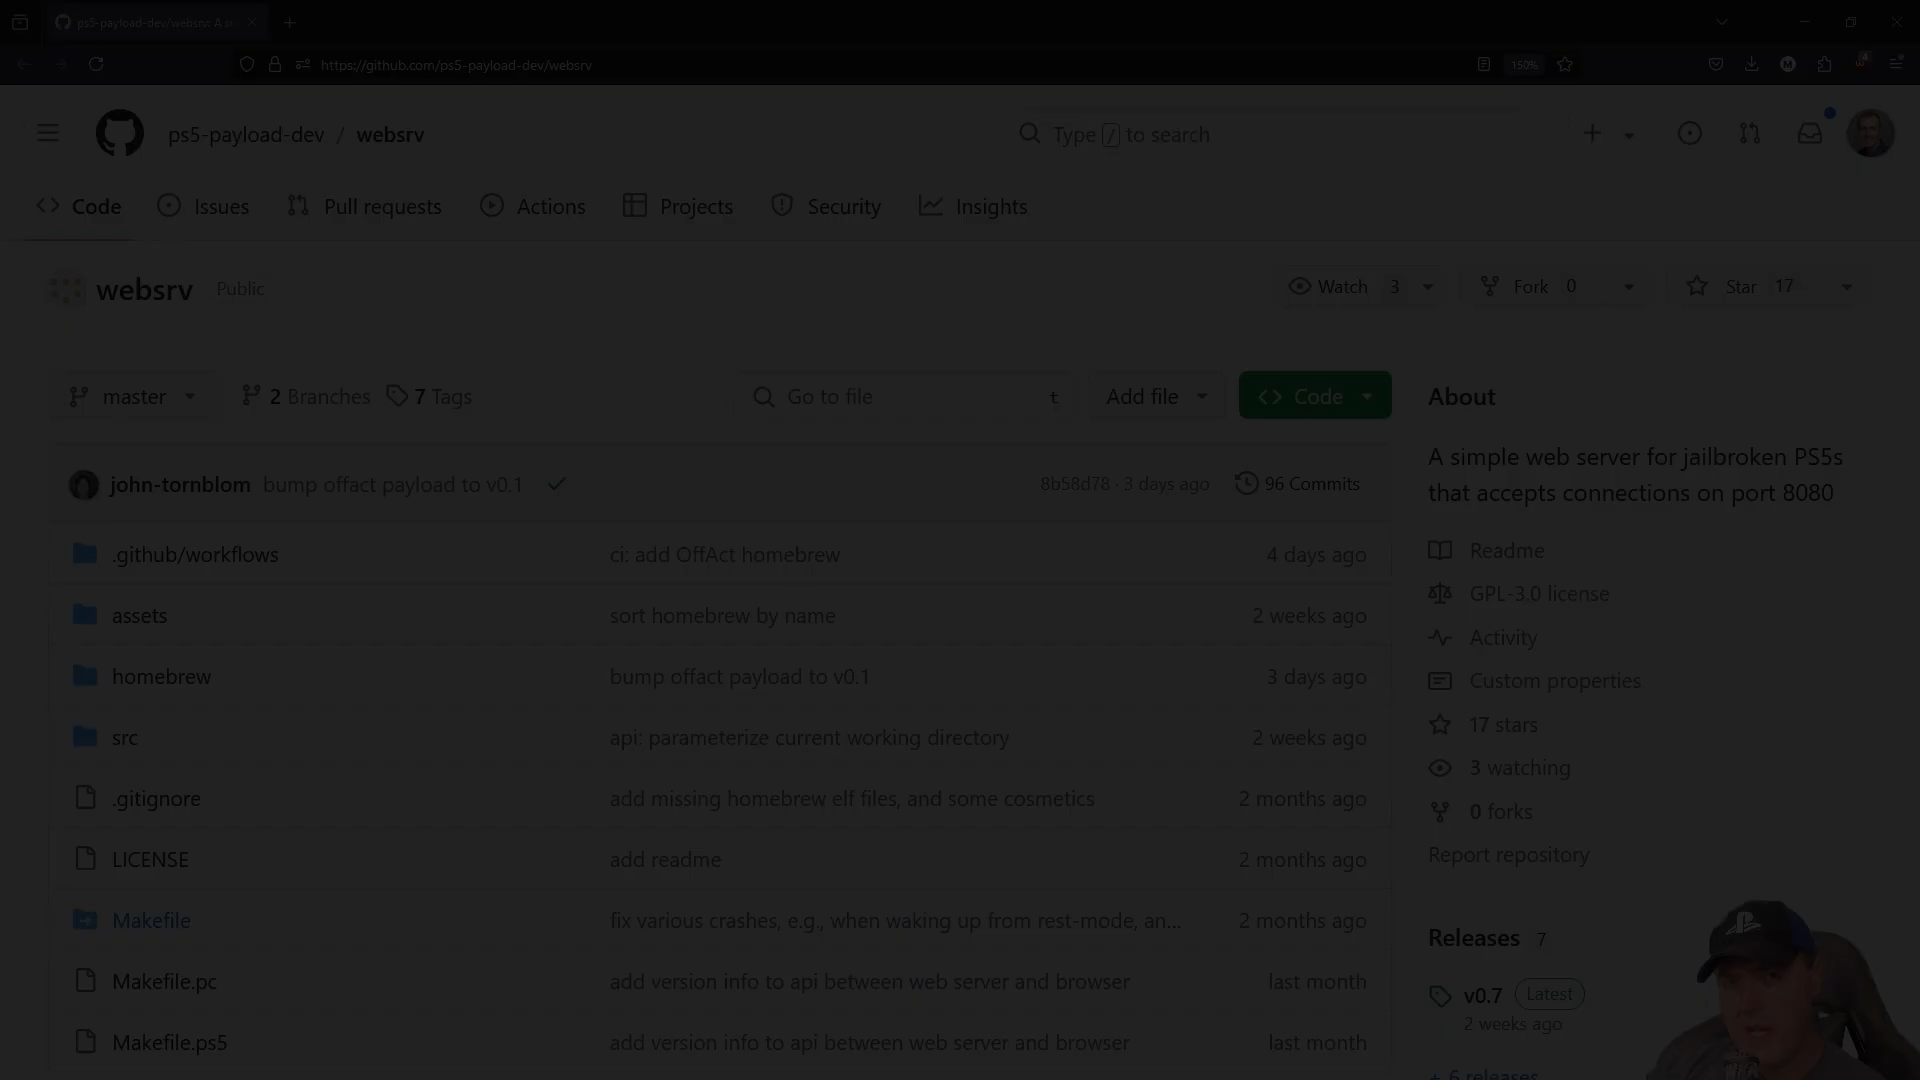 ps5-payload-dev/websrv: A s
https://github.com/ps5-payload-dev/websrv
150%
4
M
ps5-payload-dev / websrv
Type / to search
Code
Issues
Pull requests
Actions
Projects
Security
Insights
websrv
Public
Watch 3
Fork 0
Star 17
master
2 Branches
7 Tags
Go to file
t
Add file
Code
john-tornblom bump offact payload to v0.1
8b58d78 · 3 days ago
96 Commits
.github/workflows ci: add OffAct homebrew 4 days ago
assets sort homebrew by name 2 weeks ago
homebrew bump offact payload to v0.1 3 days ago
src api: parameterize current working directory 2 weeks ago
.gitignore add missing homebrew elf files, and some cosmetics 2 months ago
LICENSE add readme 2 months ago
Makefile fix various crashes, e.g., when waking up from rest-mode, an... 2 months ago
Makefile.pc add version info to api between web server and browser last month
Makefile.ps5 add version info to api between web server and browser last month
About
A simple web server for jailbroken PS5s
that accepts connections on port 8080
Readme
GPL-3.0 license
Activity
Custom properties
17 stars
3 watching
0 forks
Report repository
Releases 7
v0.7 Latest
2 weeks ago
+ 6 releases